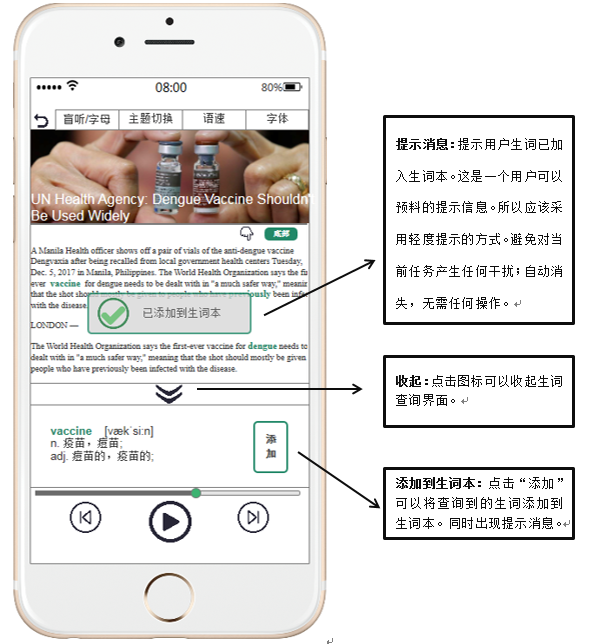 08:00
80%
盲听/字母
主题切换
语速
字体
UN Health Agency: Dengue Vaccine Shouldn't
Be Used Widely
A Manila Health officer shows off a pair of vials of the anti-dengue vaccine
Dengvaxia after being recalled from local government health centers Tuesday,
Dec. 5, 2017 in Manila, Philippines. The World Health Organization says the fir
ever vaccine for dengue needs to be dealt with in "a much safer way," meanin
that the shot should mostly be given to people who have previously been infe
with the disease.
已添加到生词本
LONDON —
The World Health Organization says the first-ever vaccine for dengue needs to
dealt with in "a much safer way," meaning that the shot should mostly be given
people who have previously been infected with the disease.
vaccine [vækˈsiːn]
n. 疫苗，痘苗;
adj. 痘苗的，疫苗的;
添
加
提示消息：提示用户生词已加
入生词本。这是一个用户可以
预料的提示信息。所以应该采
用轻度提示的方式。避免对当
前任务产生任何干扰；自动消
失，无需任何操作。
收起：点击图标可以收起生词
查询界面。
添加到生词本：点击“添加”
可以将查询到的生词添加到
生词本。同时出现提示消息。